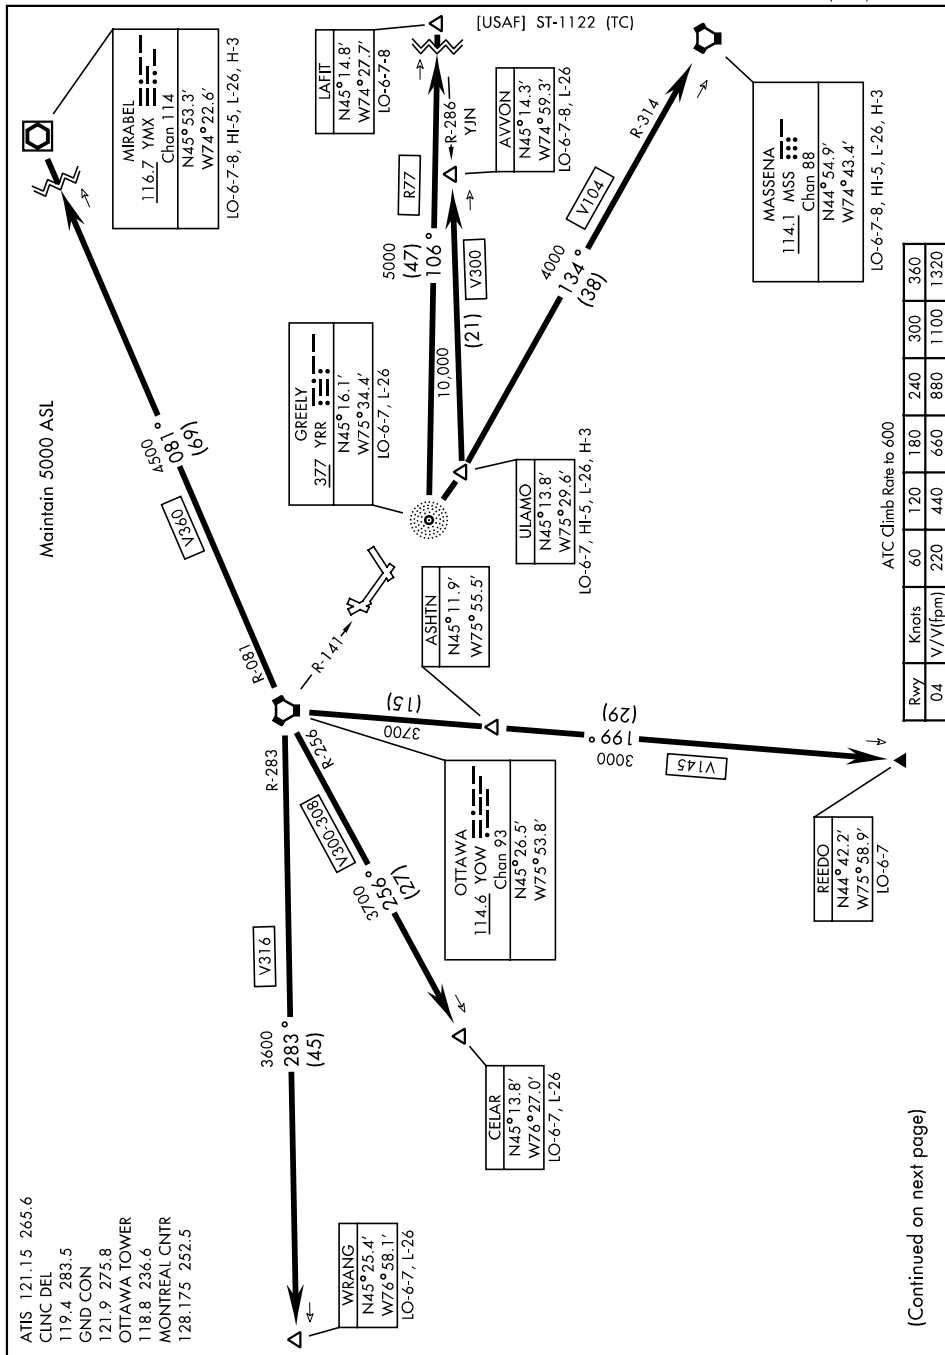 [USAF] ST-1122 (TC)
ATIS 121.15 265.6
CLNC DEL
119.4 283.5
GND CON
121.9 275.8
OTTAWA TOWER
118.8 236.6
MONTREAL CNTR
128.175 252.5
Maintain 5000 ASL
MIRABEL
116.7 YMX
Chan 114
N45°53.3′
W74°22.6′
LO-6-7-8, HI-5, L-26, H-3
LAFIT
N45°14.8′
W74°27.7′
LO-6-7-8
R-286
YJN
AVVON
N45°14.3′
W74°59.3′
LO-6-7-8, L-26
R-314
MASSENA
114.1 MSS
Chan 88
N44°54.9′
W74°43.4′
LO-6-7-8, HI-5, L-26, H-3
R77
5000
106°
(47)
10,000
V300
(21)
V104
4000
134°
(38)
GREELY
377 YRR
N45°16.1′
W75°34.4′
LO-6-7, L-26
ULAMO
N45°13.8′
W75°29.6′
LO-6-7, HI-5, L-26, H-3
V360
4500
081°
(69)
R-081
R-141
ASHTN
N45°11.9′
W75°55.5′
R-283
R-256
3700
(15)
3000
199°
(29)
V145
V300-308
3700
256°
(27)
V316
3600
283°
(45)
OTTAWA
114.6 YOW
Chan 93
N45°26.5′
W75°53.8′
REEDO
N44°42.2′
W75°58.9′
LO-6-7
CELAR
N45°13.8′
W76°27.0′
LO-6-7, L-26
WRANG
N45°25.4′
W76°58.1′
LO-6-7, L-26
ATC Climb Rate to 600
Rwy Knots 60 120 180 240 300 360
04 V/V(fpm) 220 440 660 880 1100 1320
(Continued on next page)